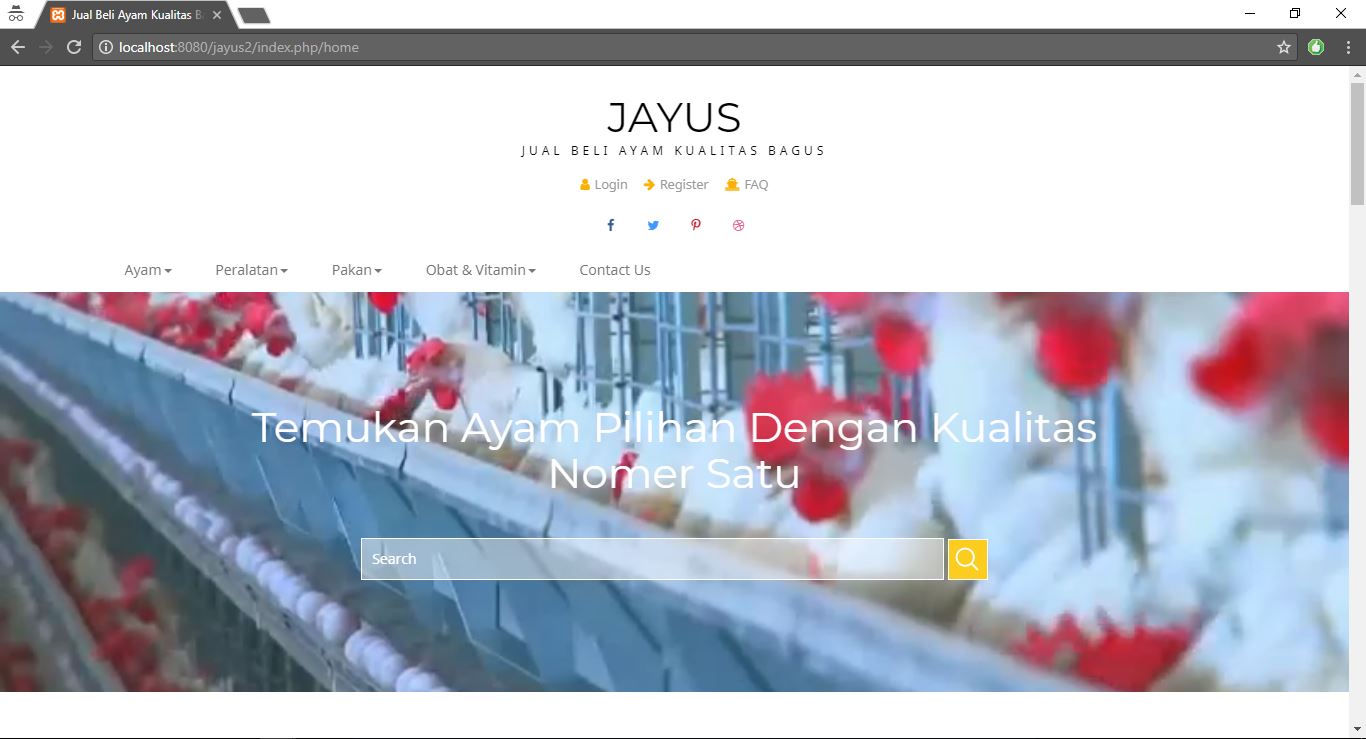 Jual Beli Ayam Kualitas B
localhost:8080/jayus2/index.php/home
JAYUS
JUAL BELI AYAM KUALITAS BAGUS
Login Register FAQ
Ayam Peralatan Pakan Obat & Vitamin Contact Us
Temukan Ayam Pilihan Dengan Kualitas
Nomer Satu
Search